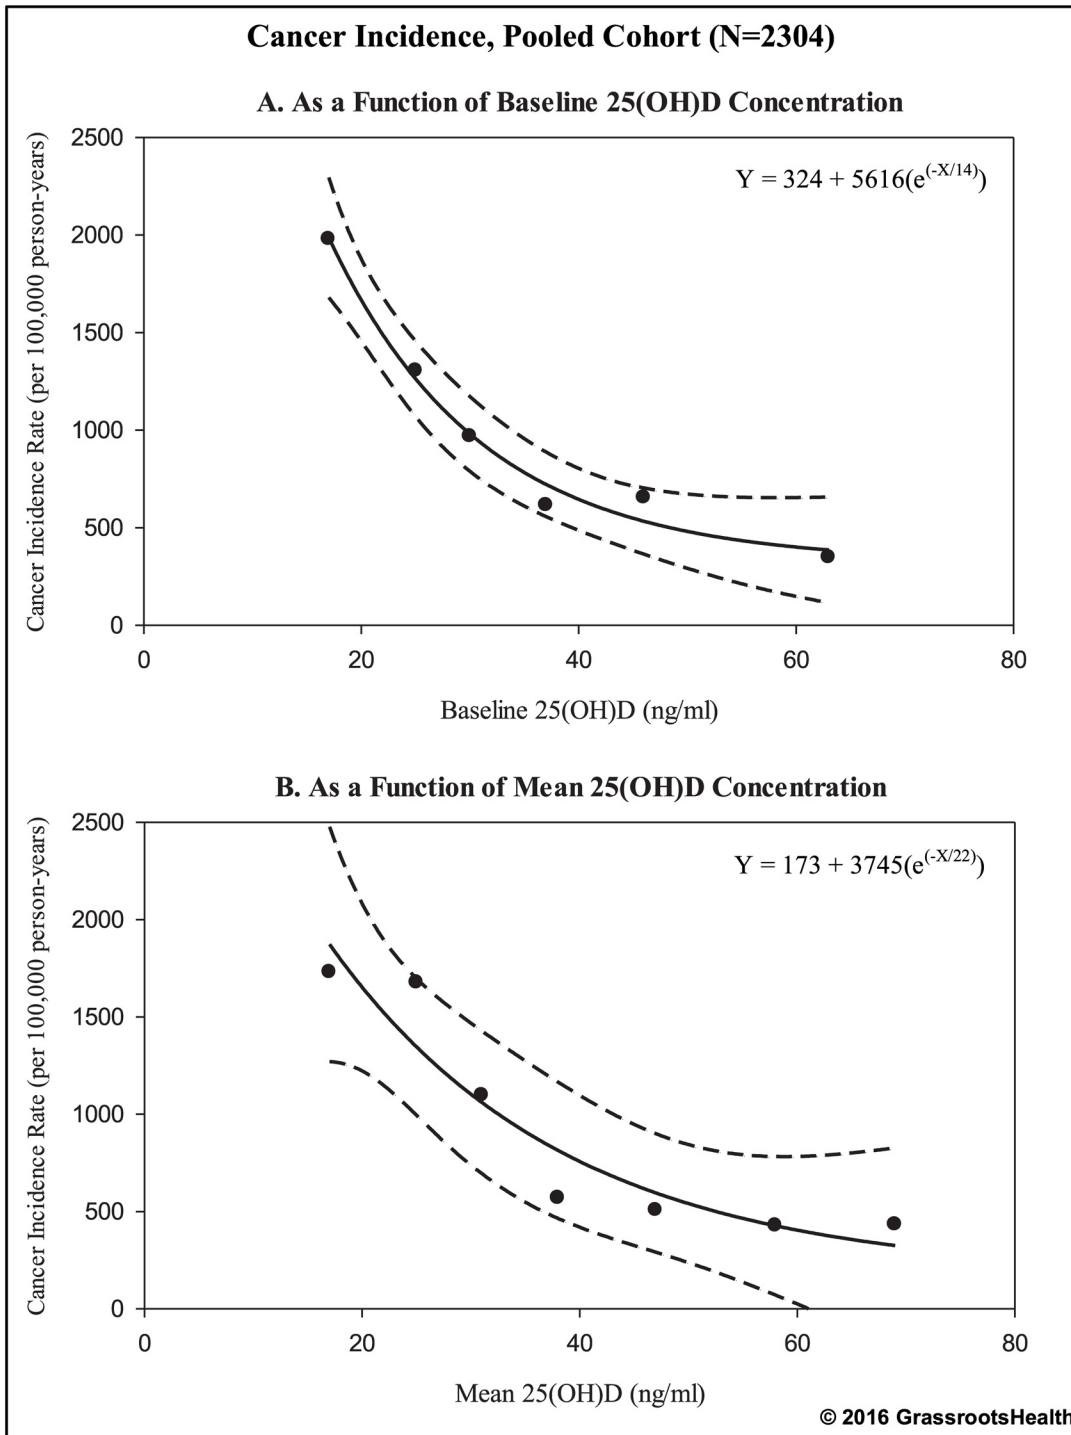 Cancer Incidence, Pooled Cohort (N=2304)
A. As a Function of Baseline 25(OH)D Concentration
Cancer Incidence Rate (per 100,000 person-years)
2500
2000
1500
1000
500
0
Y = 324 + 5616(e^(-X/14))
0 20 40 60 80
Baseline 25(OH)D (ng/ml)
B. As a Function of Mean 25(OH)D Concentration
Cancer Incidence Rate (per 100,000 person-years)
2500
2000
1500
1000
500
0
Y = 173 + 3745(e^(-X/22))
0 20 40 60 80
Mean 25(OH)D (ng/ml)
© 2016 GrassrootsHealth